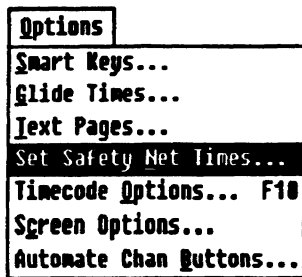 Options
Smart Keys...
Glide Times...
Text Pages...
Set Safety Net Times...
Timecode Options... F10
Screen Options...
Automate Chan Buttons...